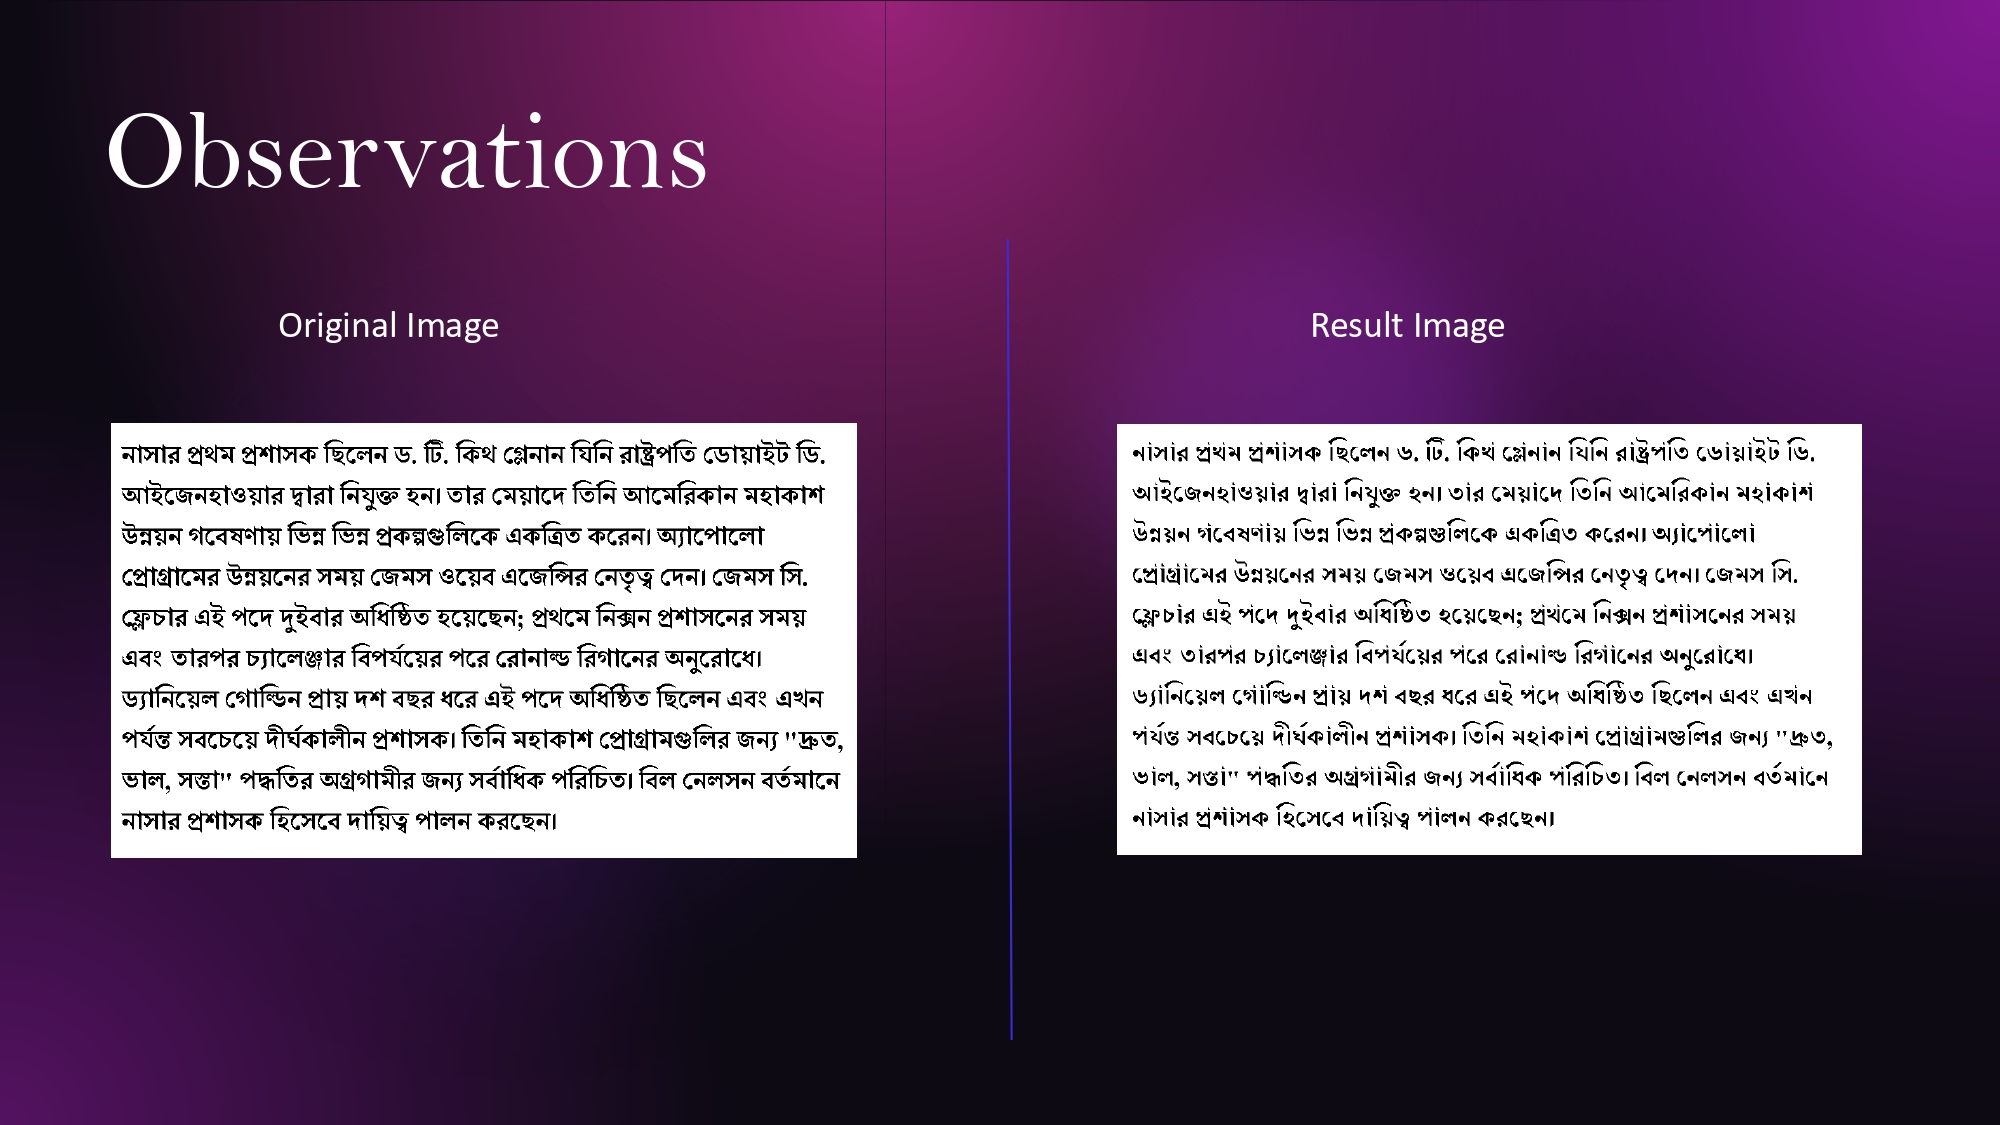 Observations
Original Image
নাসার প্রথম প্রশাসক ছিলেন ড. টি. কিথ গ্লেনান যিনি রাষ্ট্রপতি ডোয়াইট ডি.
আইজেনহাওয়ার দ্বারা নিযুক্ত হন। তার মেয়াদে তিনি আমেরিকান মহাকাশ
উন্নয়ন গবেষণায় ভিন্ন ভিন্ন প্রকল্পগুলিকে একত্রিত করেন। অ্যাপোলো
প্রোগ্রামের উন্নয়নের সময় জেমস ওয়েব এজেন্সির নেতৃত্ব দেন। জেমস সি.
ফ্লেচার এই পদে দুইবার অধিষ্ঠিত হয়েছেন; প্রথমে নিক্সন প্রশাসনের সময়
এবং তারপর চ্যালেঞ্জার বিপর্যয়ের পরে রোনাল্ড রিগানের অনুরোধে।
ড্যানিয়েল গোল্ডিন প্রায় দশ বছর ধরে এই পদে অধিষ্ঠিত ছিলেন এবং এখন
পর্যন্ত সবচেয়ে দীর্ঘকালীন প্রশাসক। তিনি মহাকাশ প্রোগ্রামগুলির জন্য "দ্রুত,
ভাল, সস্তা" পদ্ধতির অগ্রগামীর জন্য সর্বাধিক পরিচিত। বিল নেলসন বর্তমানে
নাসার প্রশাসক হিসেবে দায়িত্ব পালন করছেন।
Result Image
নাসার প্রথম প্রশাসক ছিলেন ড. টি. কিথ গ্লেনান যিনি রাষ্ট্রপতি ডোয়াইট ডি.
আইজেনহাওয়ার দ্বারা নিযুক্ত হন। তার মেয়াদে তিনি আমেরিকান মহাকাশ
উন্নয়ন গবেষণায় ভিন্ন ভিন্ন প্রকল্পগুলিকে একত্রিত করেন। অ্যাপোলো
প্রোগ্রামের উন্নয়নের সময় জেমস ওয়েব এজেন্সির নেতৃত্ব দেন। জেমস সি.
ফ্লেচার এই পদে দুইবার অধিষ্ঠিত হয়েছেন; প্রথমে নিক্সন প্রশাসনের সময়
এবং তারপর চ্যালেঞ্জার বিপর্যয়ের পরে রোনাল্ড রিগানের অনুরোধে।
ড্যানিয়েল গোল্ডিন প্রায় দশ বছর ধরে এই পদে অধিষ্ঠিত ছিলেন এবং এখন
পর্যন্ত সবচেয়ে দীর্ঘকালীন প্রশাসক। তিনি মহাকাশ প্রোগ্রামগুলির জন্য "দ্রুত,
ভাল, সস্তা" পদ্ধতির অগ্রগামীর জন্য সর্বাধিক পরিচিত। বিল নেলসন বর্তমানে
নাসার প্রশাসক হিসেবে দায়িত্ব পালন করছেন।